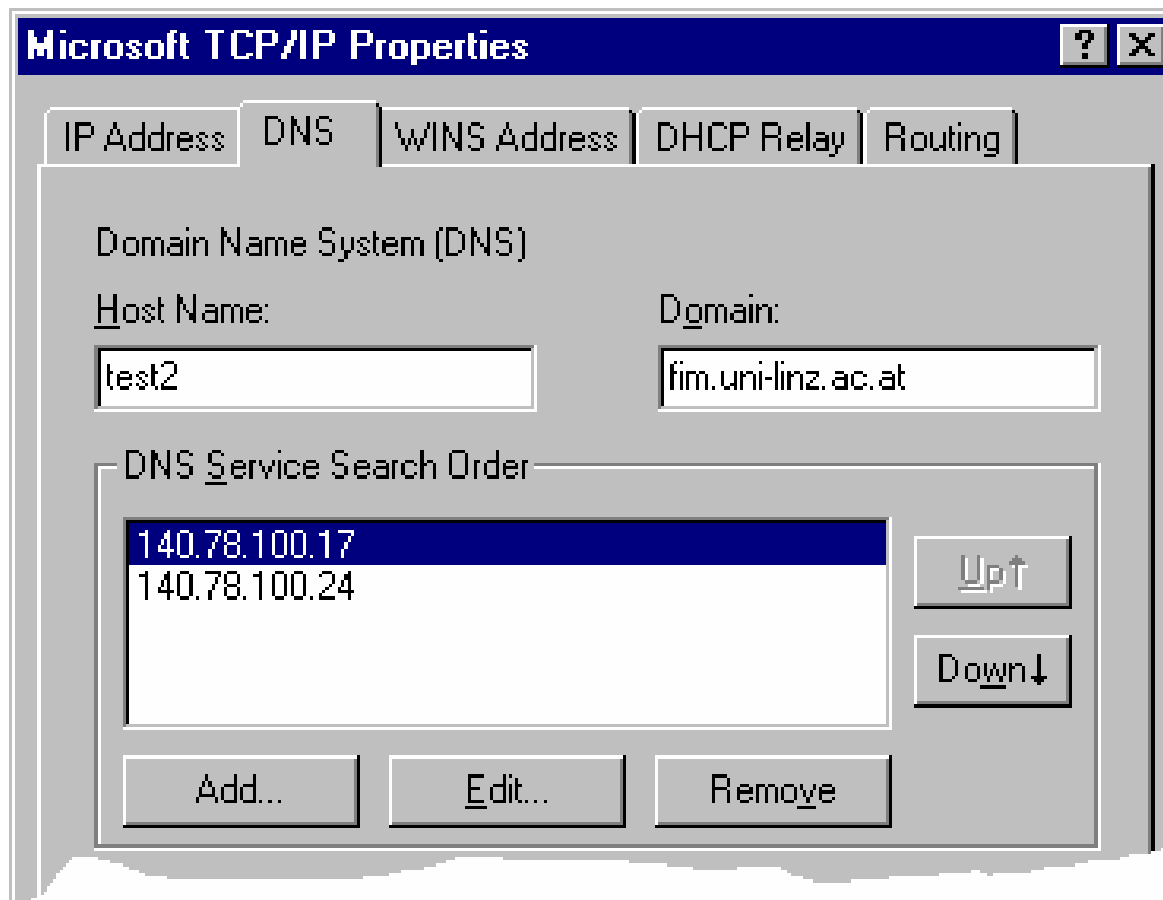 Microsoft TCP/IP Properties ?
IP Address DNS WINS Address DHCP Relay Routing
Domain Name System (DNS)
Host Name: Domain:
test2 fim.uni-linz.ac.at
DNS Service Search Order
140.78.100.17
140.78.100.24
Up↑
Down↓
Add... Edit... Remove